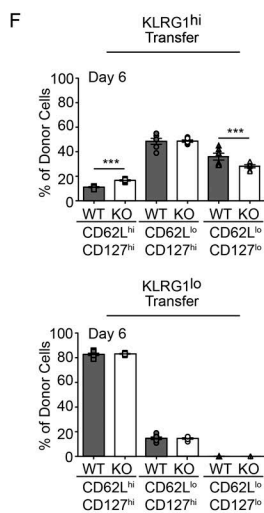 F
KLRG1hi
Transfer
Day 6
% of Donor Cells
100
80
60
40
20
0
***
***
WT KO WT KO WT KO
CD62Lhi CD62Llo CD62Llo
CD127hi CD127hi CD127lo
KLRG1lo
Transfer
Day 6
% of Donor Cells
100
80
60
40
20
0
WT KO WT KO WT KO
CD62Lhi CD62Llo CD62Llo
CD127hi CD127hi CD127lo